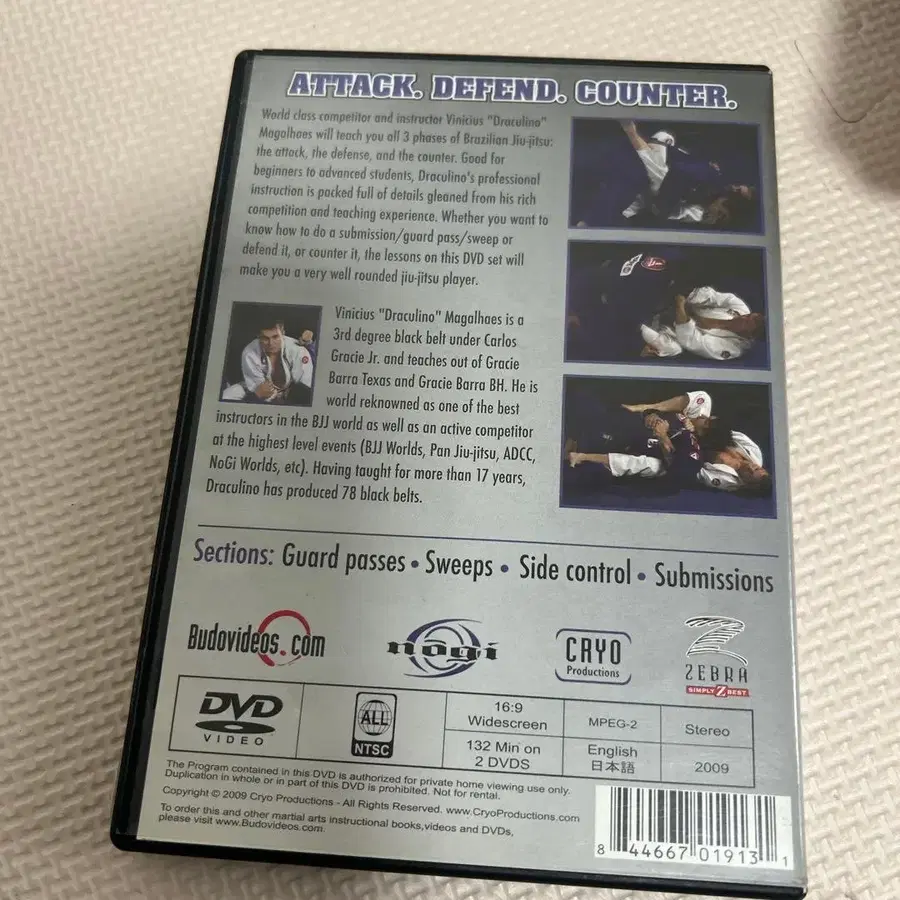 ATTACK. DEFEND. COUNTER.
World class competitor and instructor Vinicius "Draculino"
Magalhaes will teach you all 3 phases of Brazilian Jiu-jitsu:
the attack, the defense, and the counter. Good for
beginners to advanced students, Draculino's professional
instruction is packed full of details gleaned from his rich
competition and teaching experience. Whether you want to
know how to do a submission/guard pass/sweep or
defend it, or counter it, the lessons on this DVD set will
make you a very well rounded jiu-jitsu player.
Vinicius "Draculino" Magalhaes is a
3rd degree black belt under Carlos
Gracie Jr. and teaches out of Gracie
Barra Texas and Gracie Barra BH. He is
world reknowned as one of the best
instructors in the BJJ world as well as an active competitor
at the highest level events (BJJ Worlds, Pan Jiu-jitsu, ADCC,
NoGi Worlds, etc). Having taught for more than 17 years,
Draculino has produced 78 black belts.
Sections: Guard passes • Sweeps • Side control • Submissions
Budovideos.com
nōgi
CRYO
Productions
ZEBRA
SIMPLY Z BEST
DVD
VIDEO
ALL
NTSC
16:9
Widescreen
MPEG-2
Stereo
132 Min on
2 DVDS
English
日本語
2009
The Program contained in this DVD is authorized for private home viewing use only.
Duplication in whole or in part of this DVD is prohibited. Not for rental.
Copyright © 2009 Cryo Productions - All Rights Reserved. www.CryoProductions.com
To order this and other martial arts instructional books,videos and DVDs,
please visit www.Budovideos.com.
8 44667 01913 1